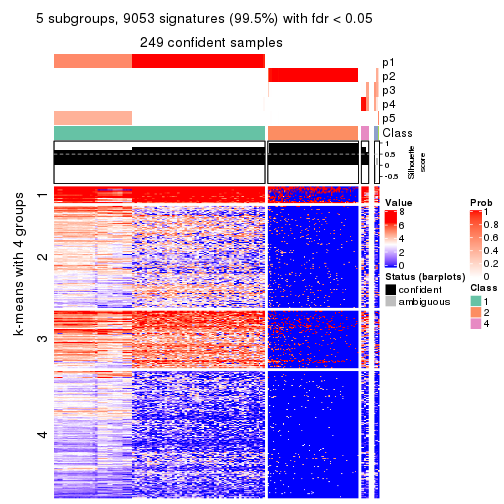 5 subgroups, 9053 signatures (99.5%) with fdr < 0.05
249 confident samples
p1
p2
p3
p4
p5
Class
1
0.5
0
-0.5
Silhouette
score
k-means with 4 groups
1
2
3
4
Value
8
6
4
2
0
Status (barplots)
confident
ambiguous
Prob
1
0.8
0.6
0.4
0.2
0
Class
1
2
4